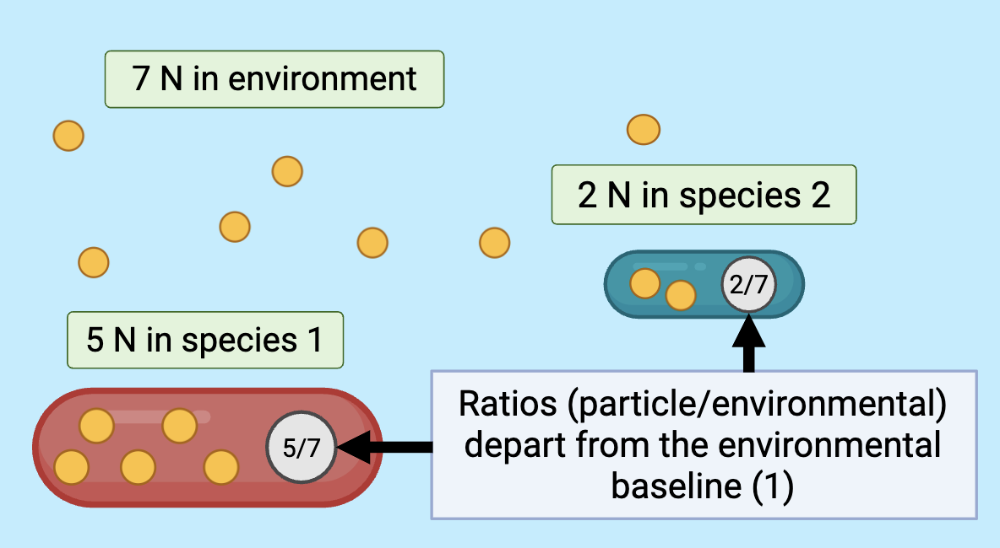 7 N in environment
2 N in species 2
2/7
5 N in species 1
5/7
Ratios (particle/environmental)
depart from the environmental
baseline (1)